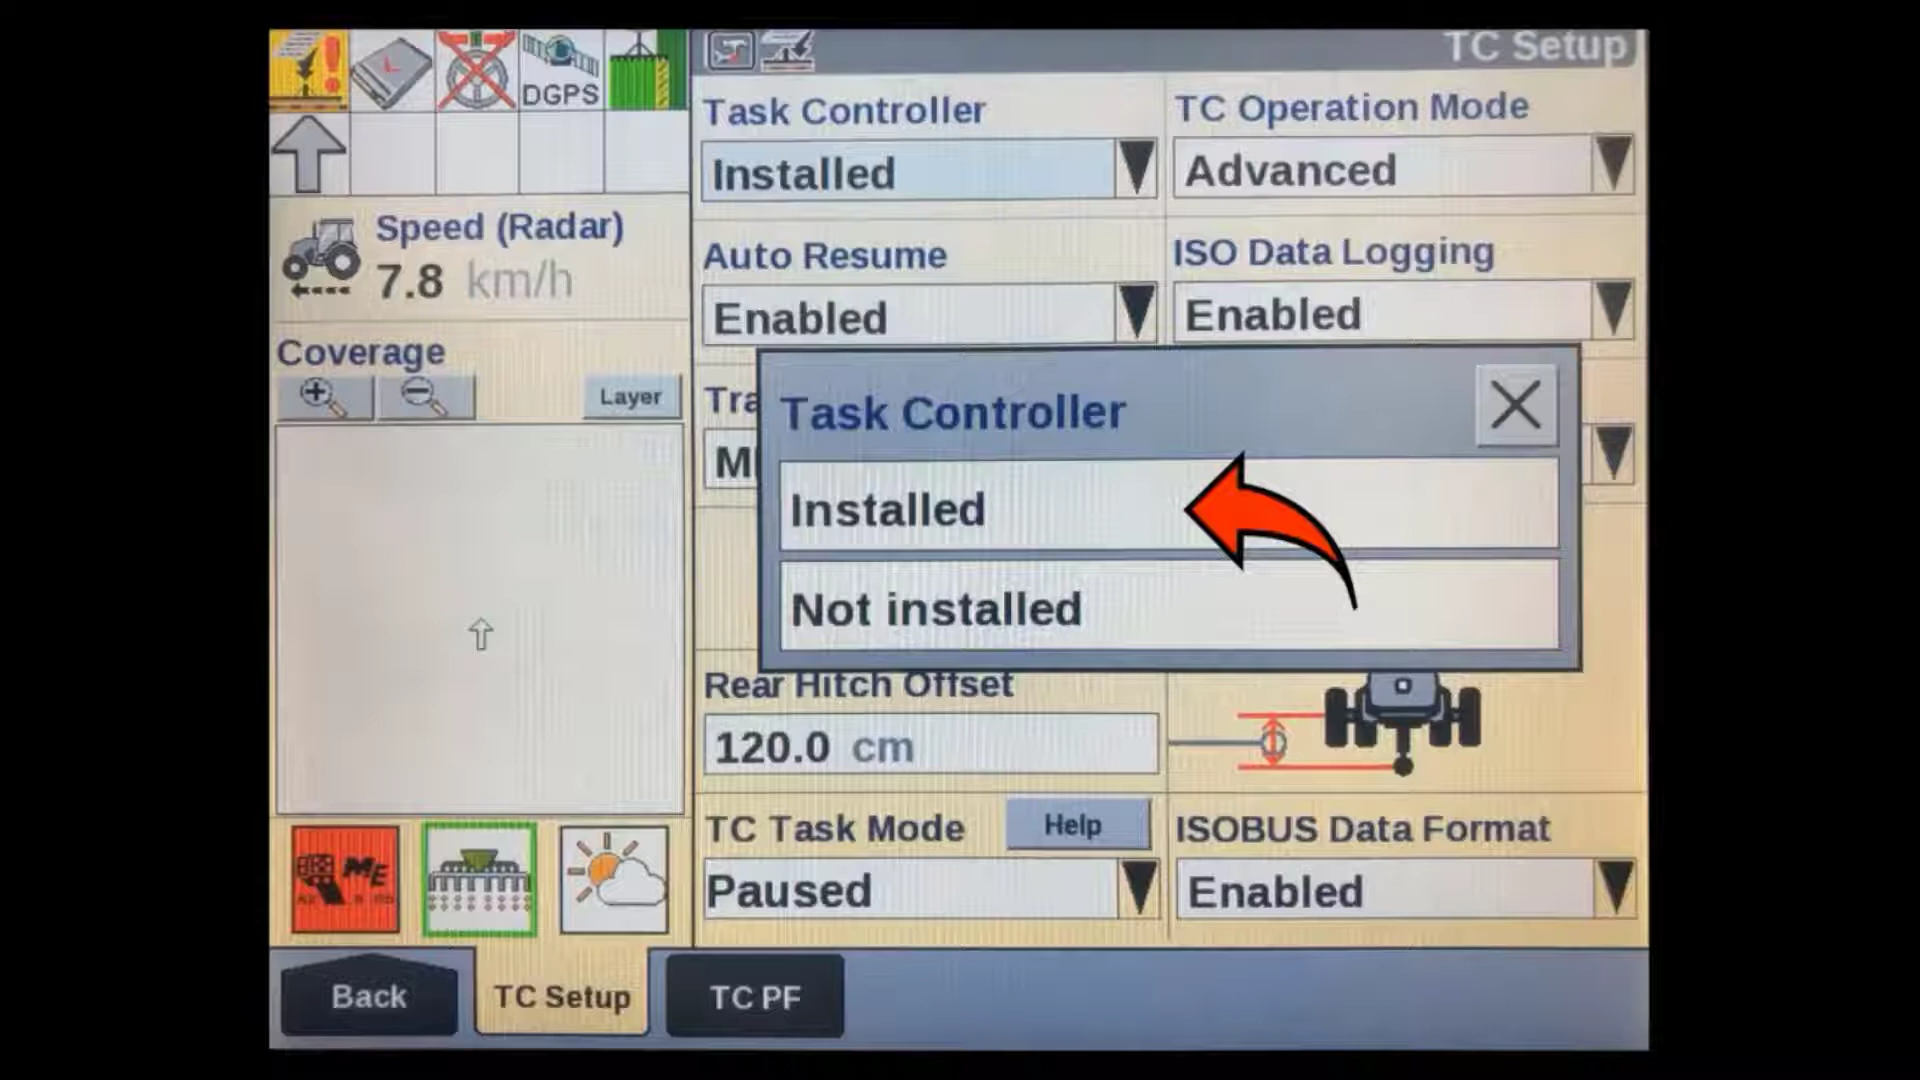 TC Setup
DGPS
Task Controller
TC Operation Mode
Installed
Advanced
Speed (Radar)
7.8 km/h
Auto Resume
ISO Data Logging
Enabled
Enabled
Coverage
Layer
Tra
M
Task Controller
Installed
Not installed
Rear Hitch Offset
120.0 cm
TC Task Mode
Help
ISOBUS Data Format
ME
Paused
Enabled
Back
TC Setup
TC PF